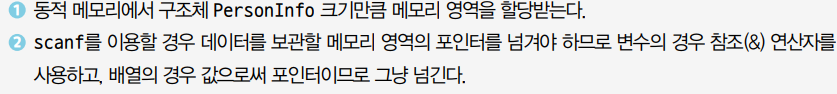 ❶ 동적 메모리에서 구조체 PersonInfo 크기만큼 메모리 영역을 할당받는다.
❷ scanf를 이용할 경우 데이터를 보관할 메모리 영역의 포인터를 넘겨야 하므로 변수의 경우 참조(&) 연산자를
사용하고, 배열의 경우 값으로써 포인터이므로 그냥 넘긴다.